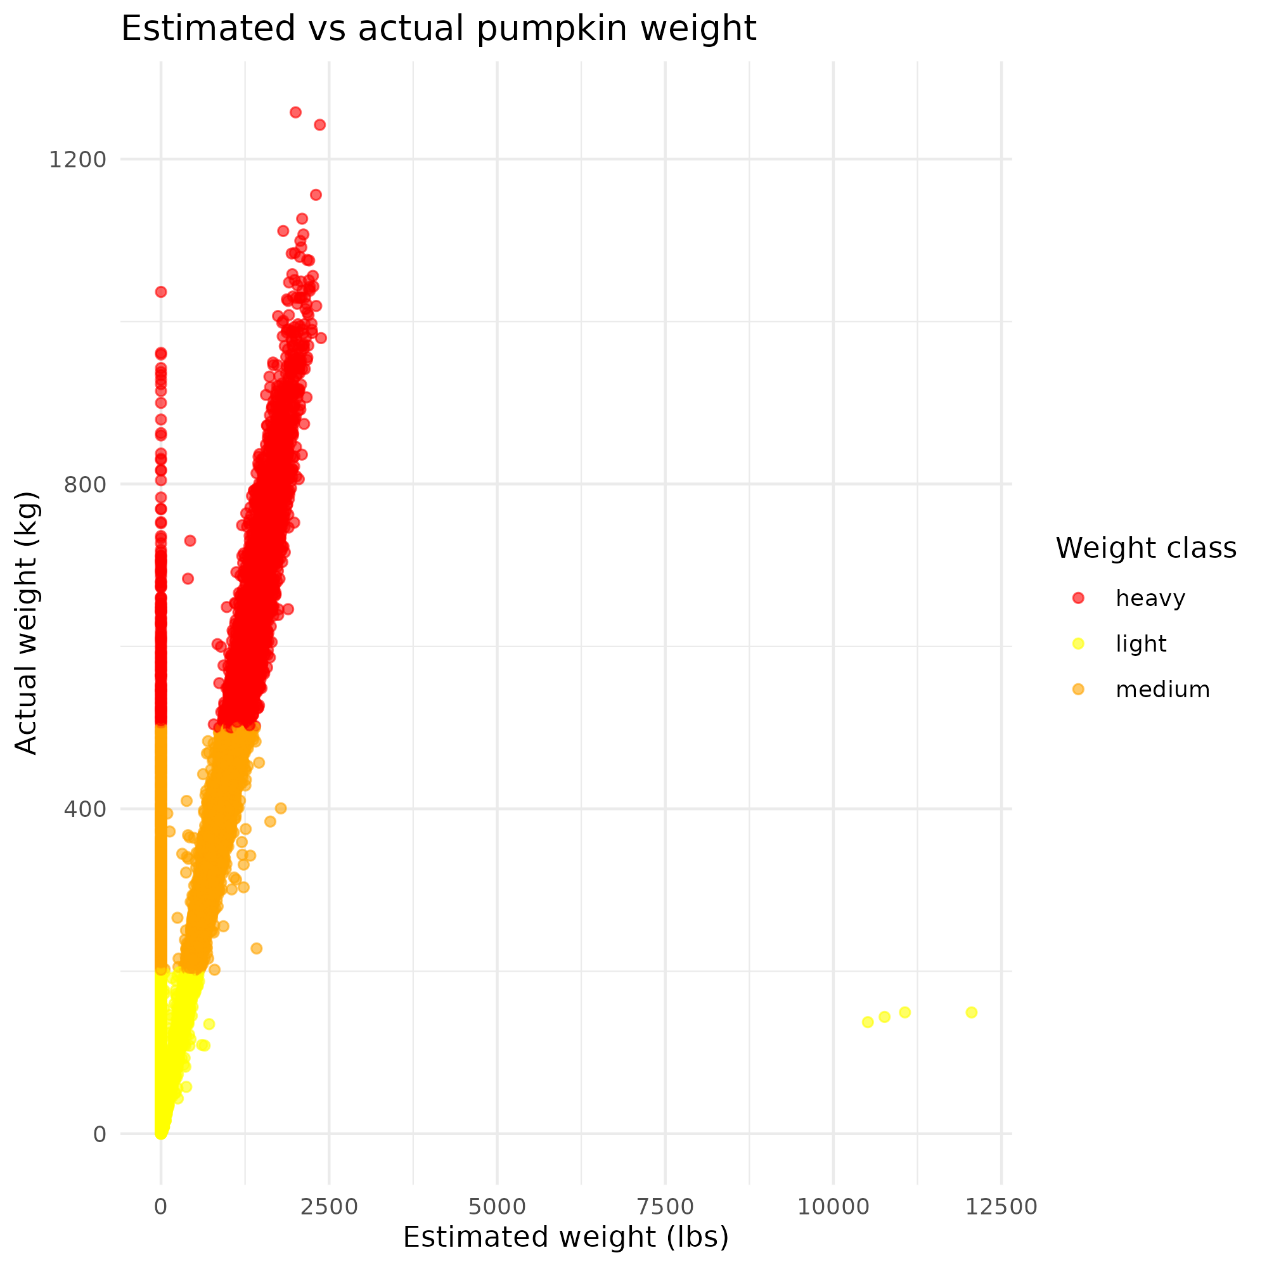 Estimated vs actual pumpkin weight
1200
800
400
0
Actual weight (kg)
0 2500 5000 7500 10000 12500
Estimated weight (lbs)
Weight class
heavy
light
medium